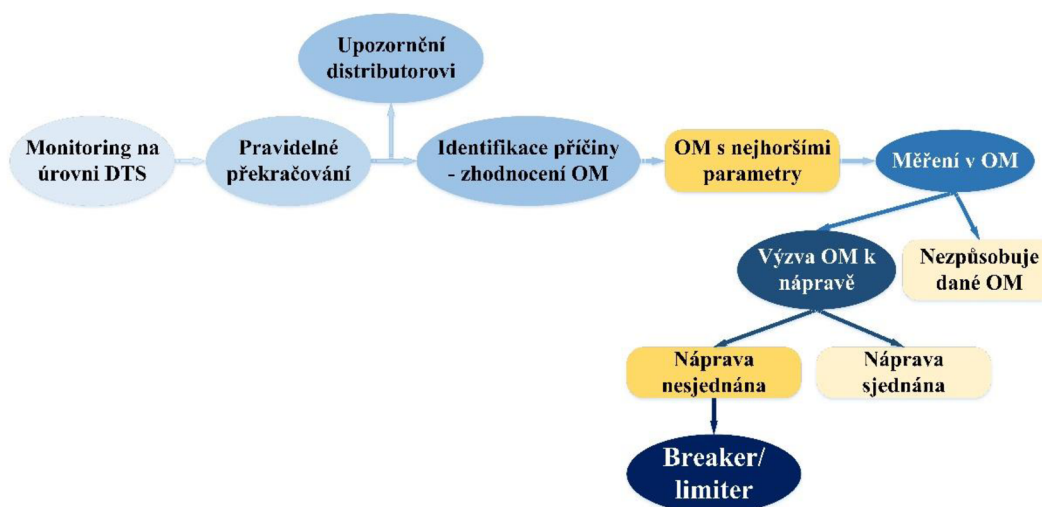 Upozornční
distributorovi
Monitoring na
úrovni DTS
Pravidelné
překračování
Identifikace příčiny
- zhodnocení OM
OM s nejhoršími
parametry
Měření v OM
Výzva OM k
nápravě
Nezpůsobuje
dané OM
Náprava
nesjednána
Náprava
sjednána
Breaker/
limiter